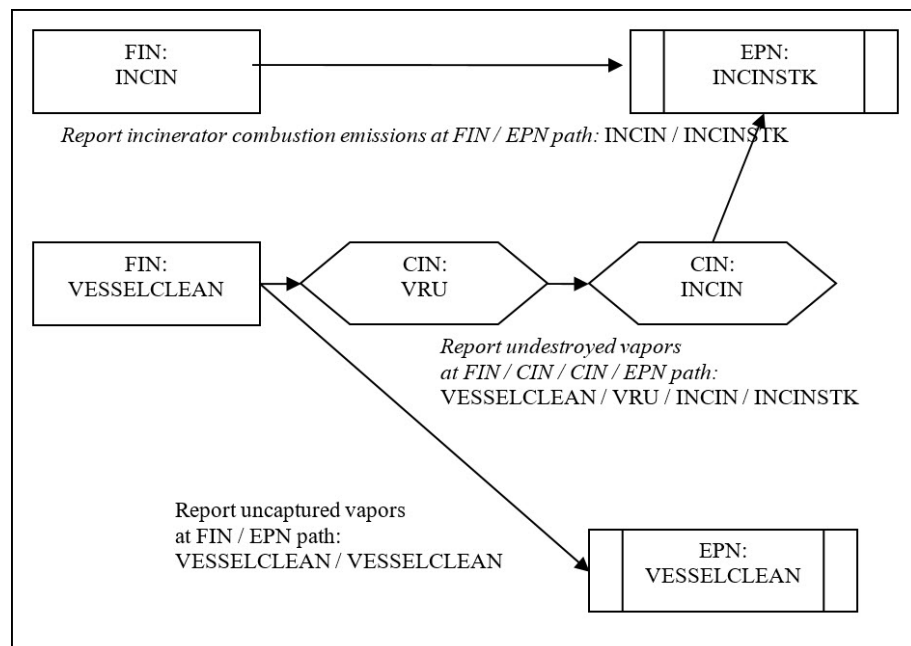 FIN:
INCIN
EPN:
INCINSTK
Report incinerator combustion emissions at FIN / EPN path: INCIN / INCINSTK
FIN:
VESSELCLEAN
CIN:
VRU
CIN:
INCIN
Report undestroyed vapors
at FIN / CIN / CIN / EPN path:
VESSELCLEAN / VRU / INCIN / INCINSTK
Report uncaptured vapors
at FIN / EPN path:
VESSELCLEAN / VESSELCLEAN
EPN:
VESSELCLEAN